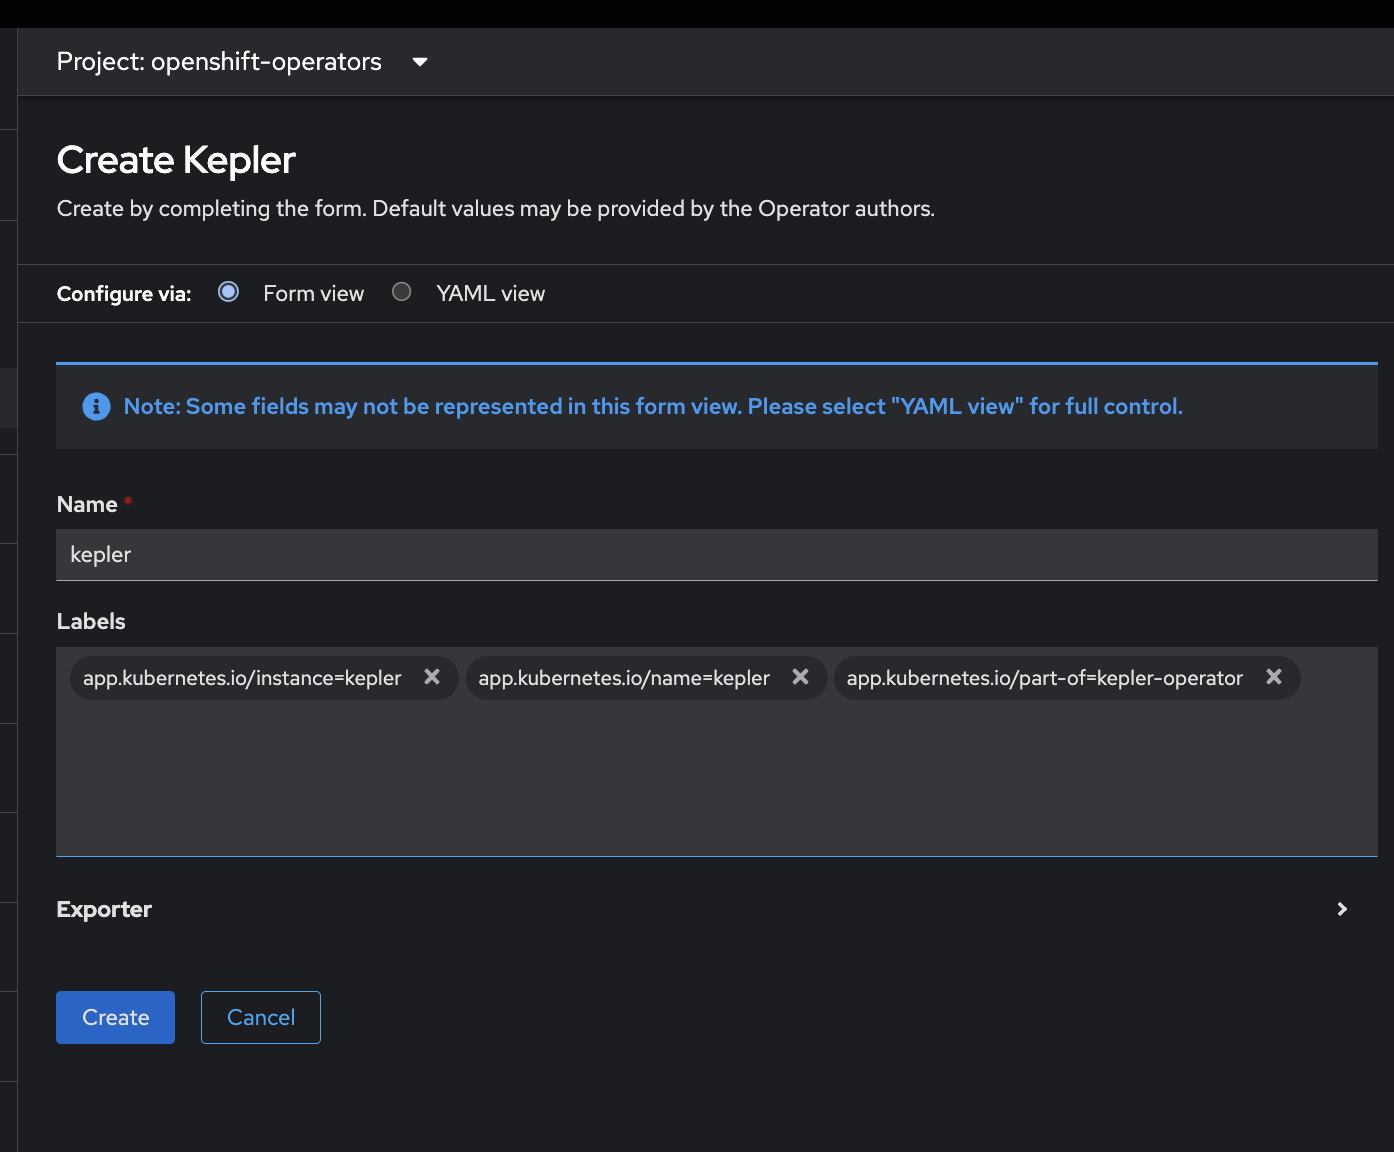 Project: openshift-operators
Create Kepler
Create by completing the form. Default values may be provided by the Operator authors.
Configure via: Form view YAML view
Note: Some fields may not be represented in this form view. Please select "YAML view" for full control.
Name *
kepler
Labels
app.kubernetes.io/instance=kepler app.kubernetes.io/name=kepler app.kubernetes.io/part-of=kepler-operator
Exporter
Create Cancel